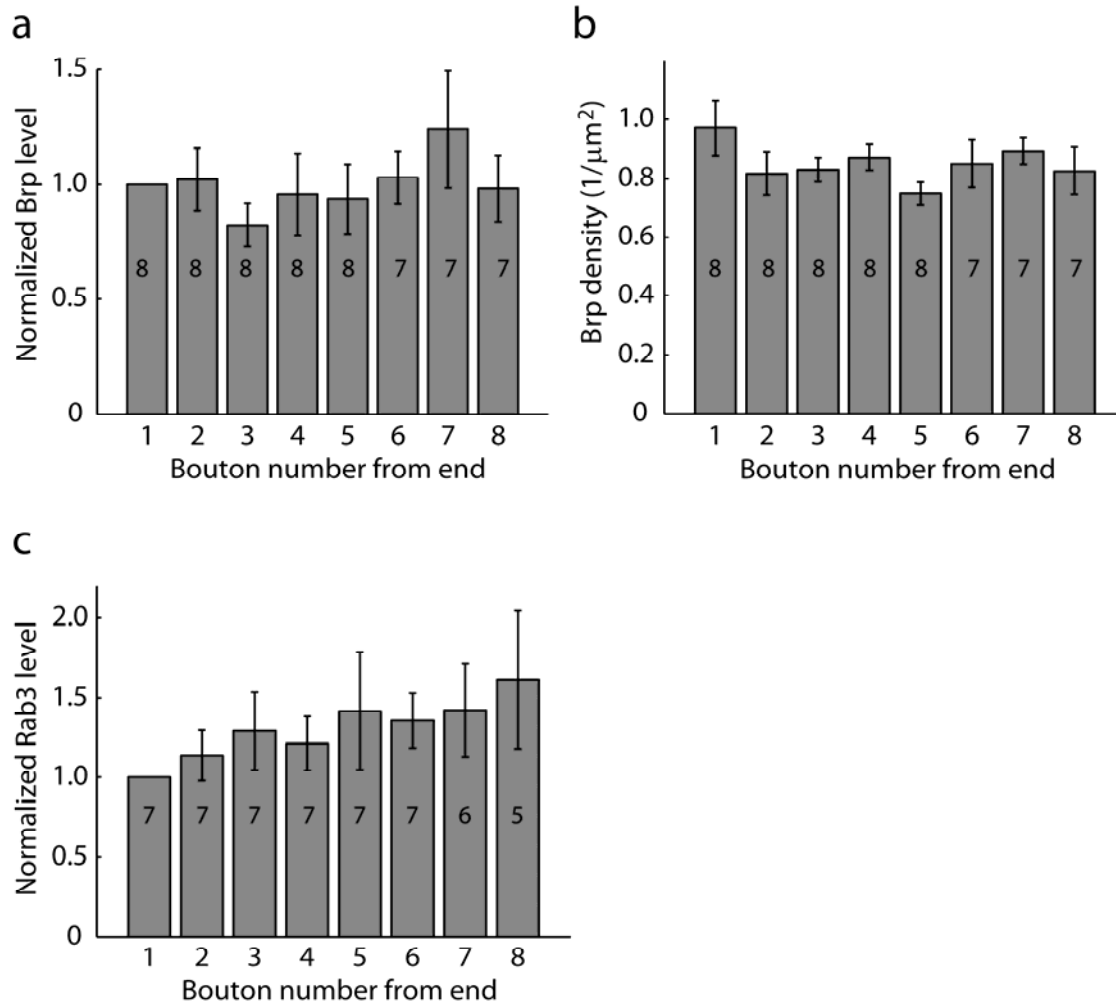 a
Normalized Brp level
1.5
1.0
0.5
0
8 8 8 8 8 7 7 7
1 2 3 4 5 6 7 8
Bouton number from end
b
Brp density (1/μm²)
1.0
0.8
0.6
0.4
0.2
0
8 8 8 8 8 7 7 7
1 2 3 4 5 6 7 8
Bouton number from end
c
Normalized Rab3 level
2.0
1.5
1.0
0.5
0
7 7 7 7 7 7 6 5
1 2 3 4 5 6 7 8
Bouton number from end